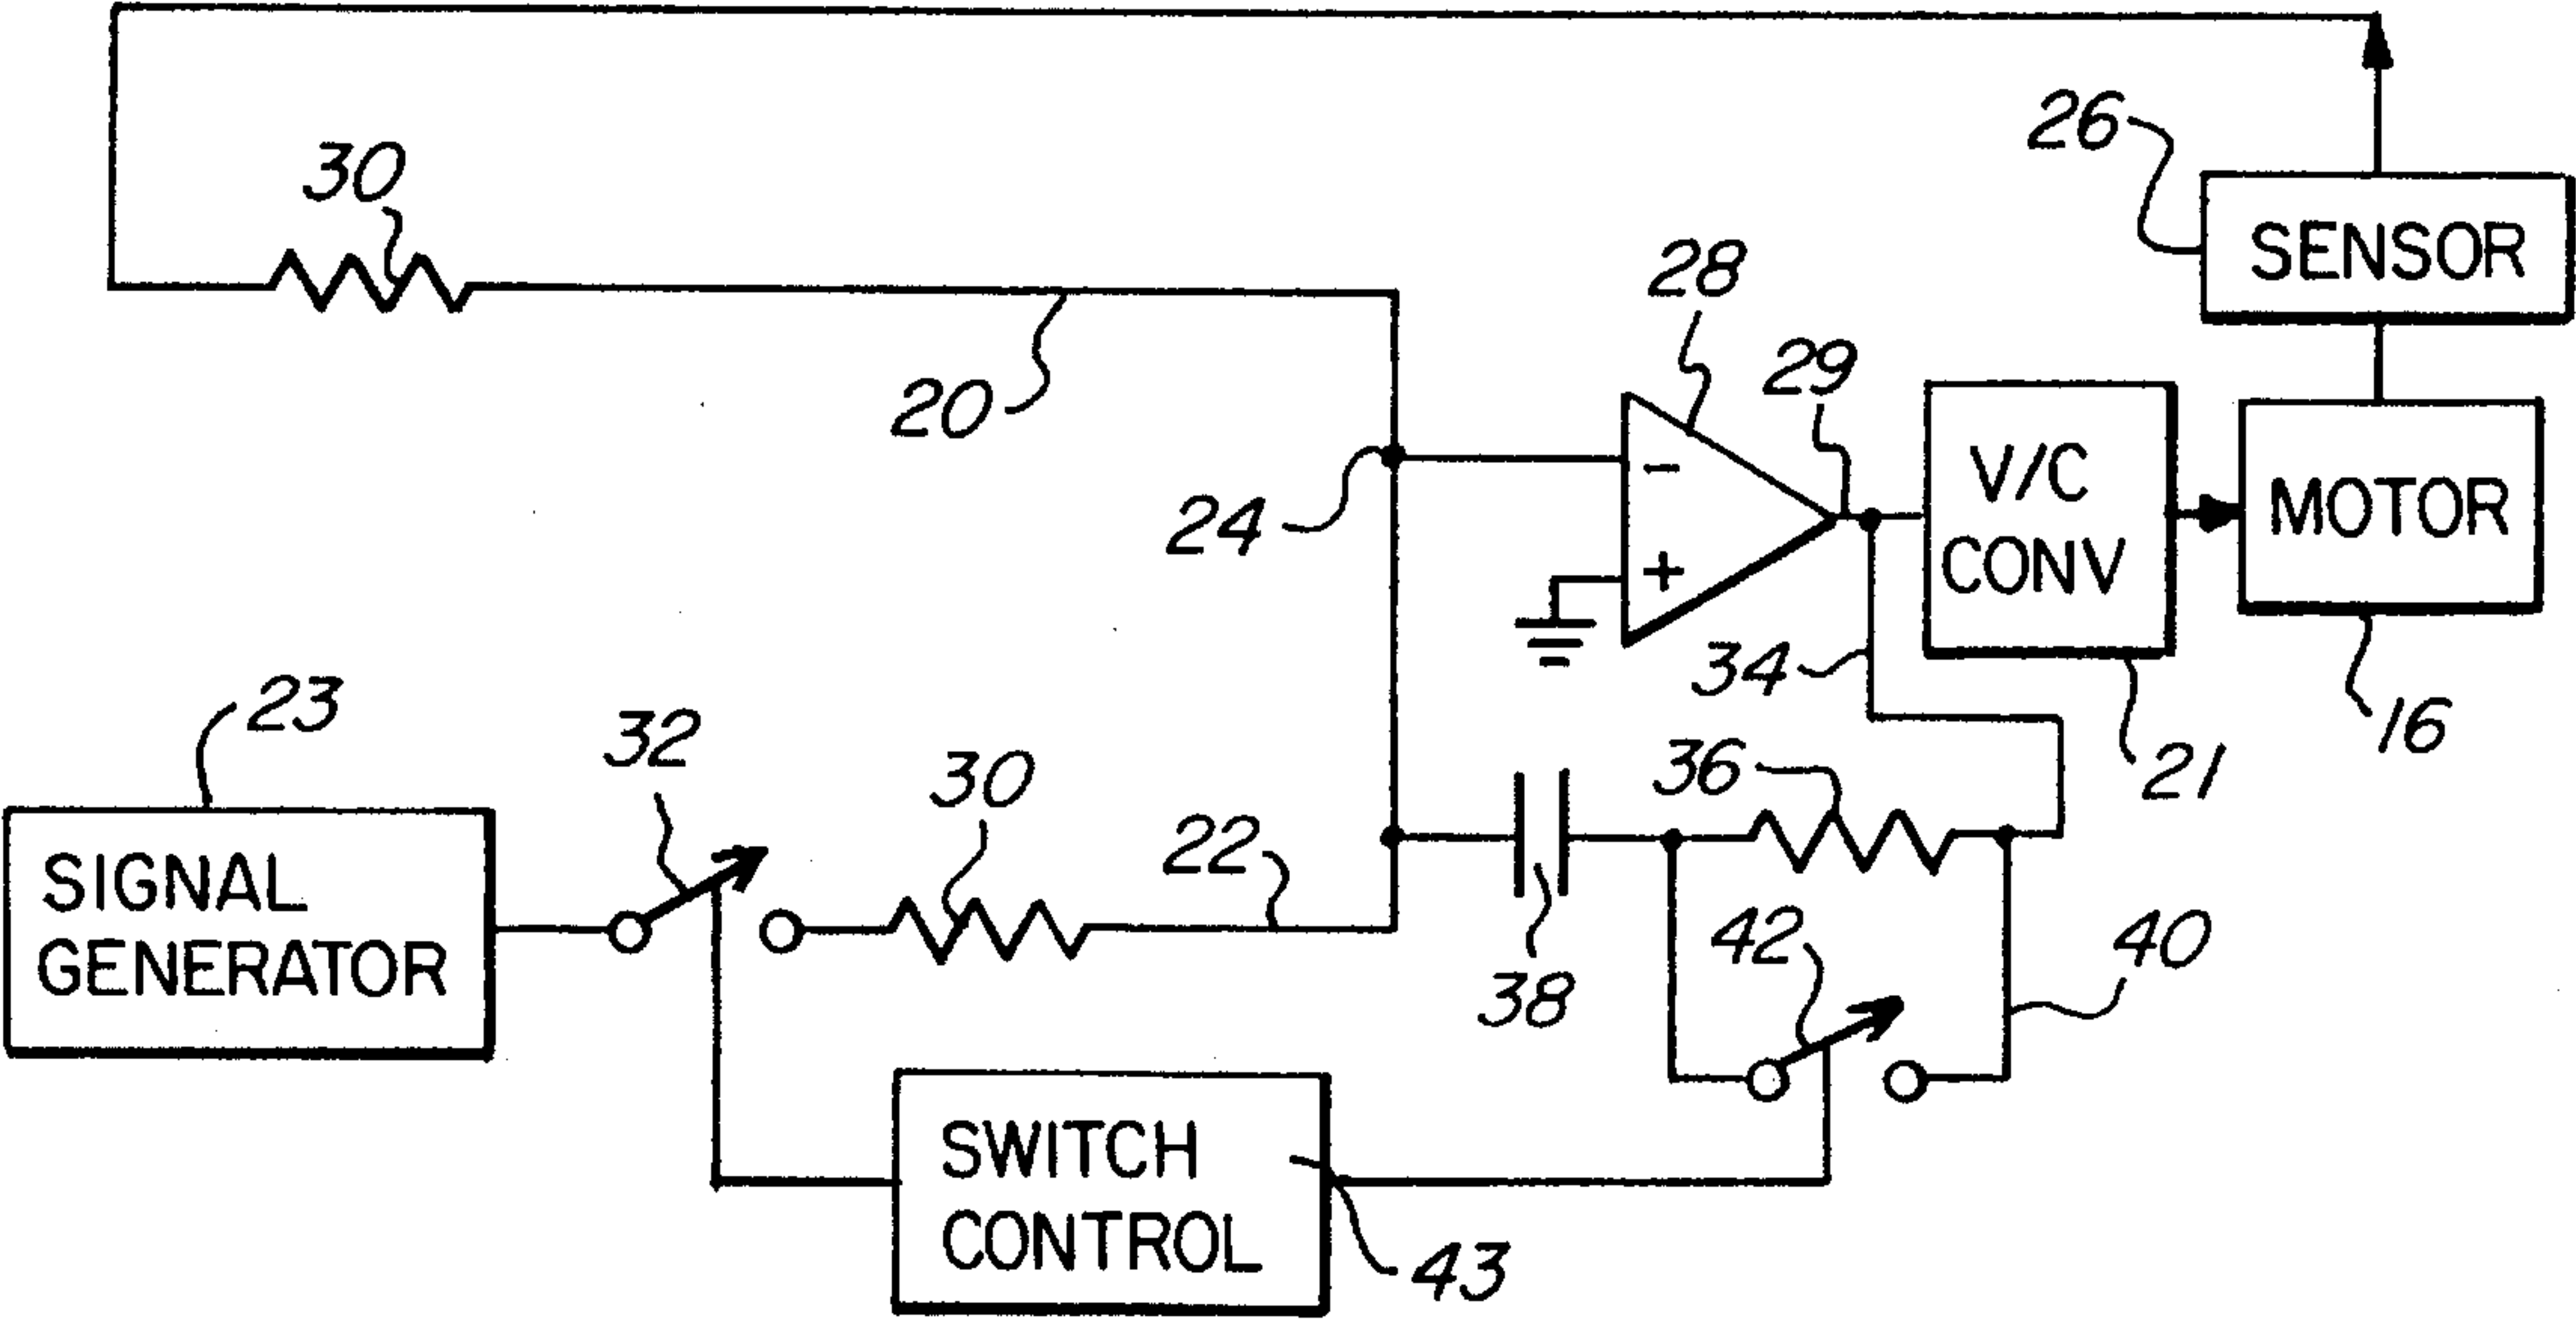 30
26
SENSOR
28
29
20
24
V/C
CONV
MOTOR
-
+
34
16
21
23
32
30
22
36
SIGNAL
GENERATOR
38
42
40
SWITCH
CONTROL
43